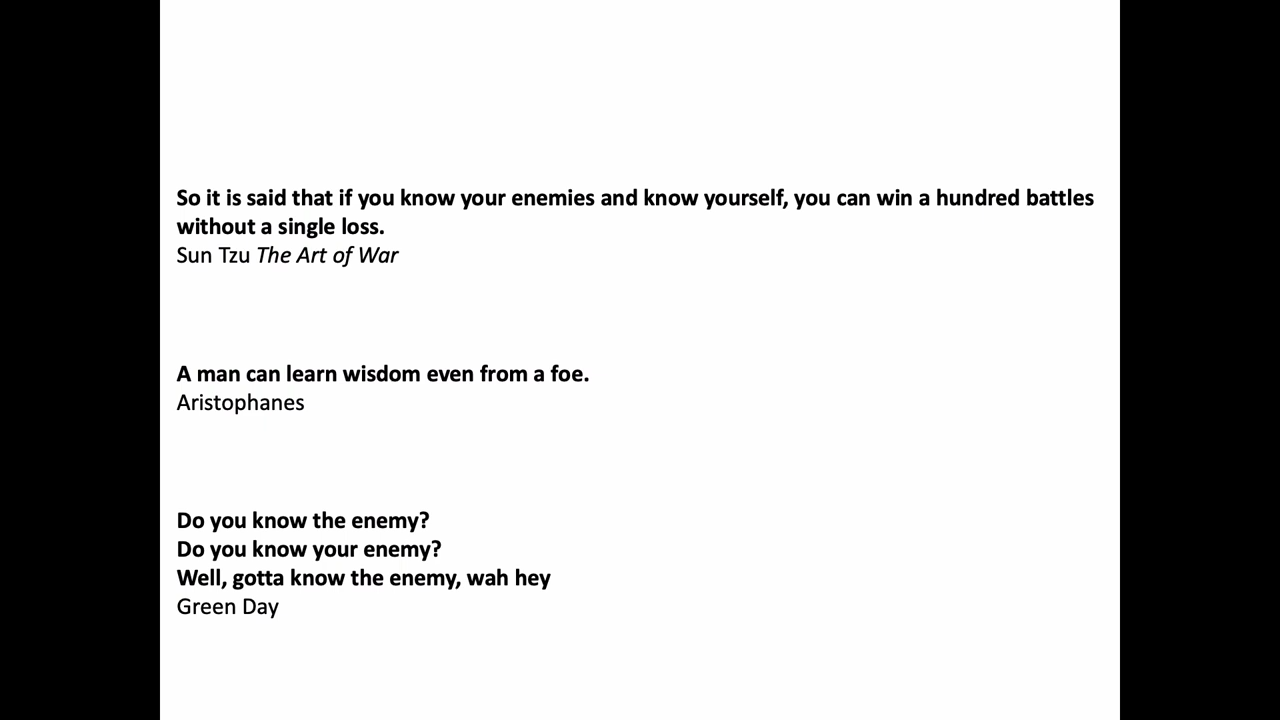 So it is said that if you know your enemies and know yourself, you can win a hundred battles
without a single loss.
Sun Tzu The Art of War
A man can learn wisdom even from a foe.
Aristophanes
Do you know the enemy?
Do you know your enemy?
Well, gotta know the enemy, wah hey
Green Day